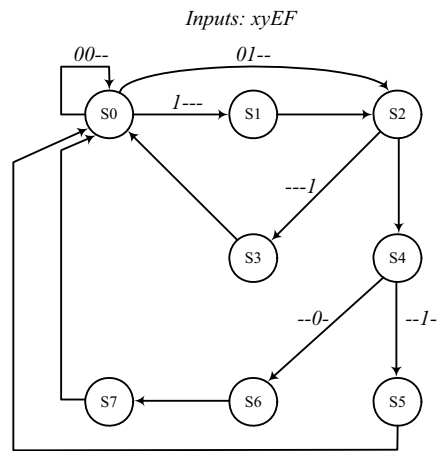 Inputs: xyEF
00--
01--
S0
1---
S1
S2
---1
S3
S4
--0-
--1-
S7
S6
S5